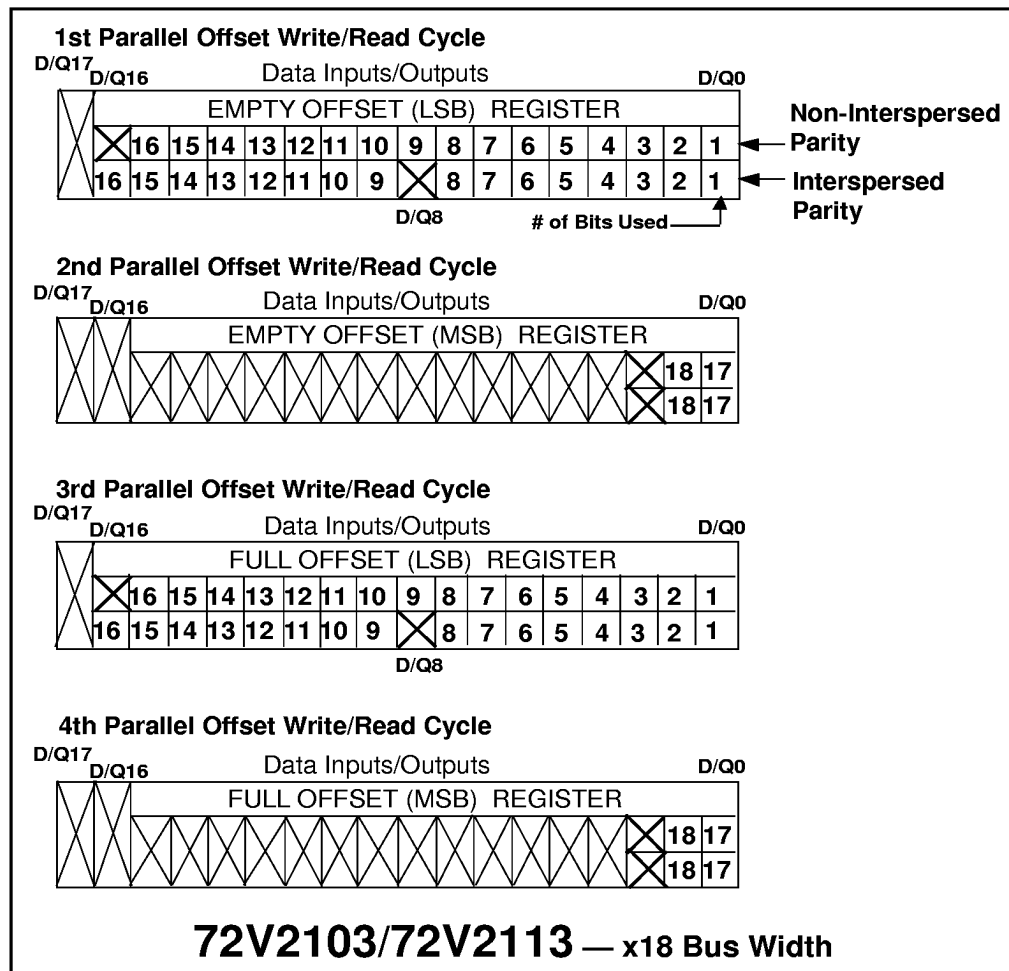 1st Parallel Offset Write/Read Cycle
D/Q17 D/Q16 Data Inputs/Outputs D/Q0
EMPTY OFFSET (LSB) REGISTER
16 15 14 13 12 11 10 9 8 7 6 5 4 3 2 1
Non-Interspersed
Parity
16 15 14 13 12 11 10 9 8 7 6 5 4 3 2 1
Interspersed
Parity
D/Q8
# of Bits Used
2nd Parallel Offset Write/Read Cycle
D/Q17 D/Q16 Data Inputs/Outputs D/Q0
EMPTY OFFSET (MSB) REGISTER
18 17
18 17
3rd Parallel Offset Write/Read Cycle
D/Q17 D/Q16 Data Inputs/Outputs D/Q0
FULL OFFSET (LSB) REGISTER
16 15 14 13 12 11 10 9 8 7 6 5 4 3 2 1
16 15 14 13 12 11 10 9 8 7 6 5 4 3 2 1
D/Q8
4th Parallel Offset Write/Read Cycle
D/Q17 D/Q16 Data Inputs/Outputs D/Q0
FULL OFFSET (MSB) REGISTER
18 17
18 17
72V2103/72V2113 — x18 Bus Width